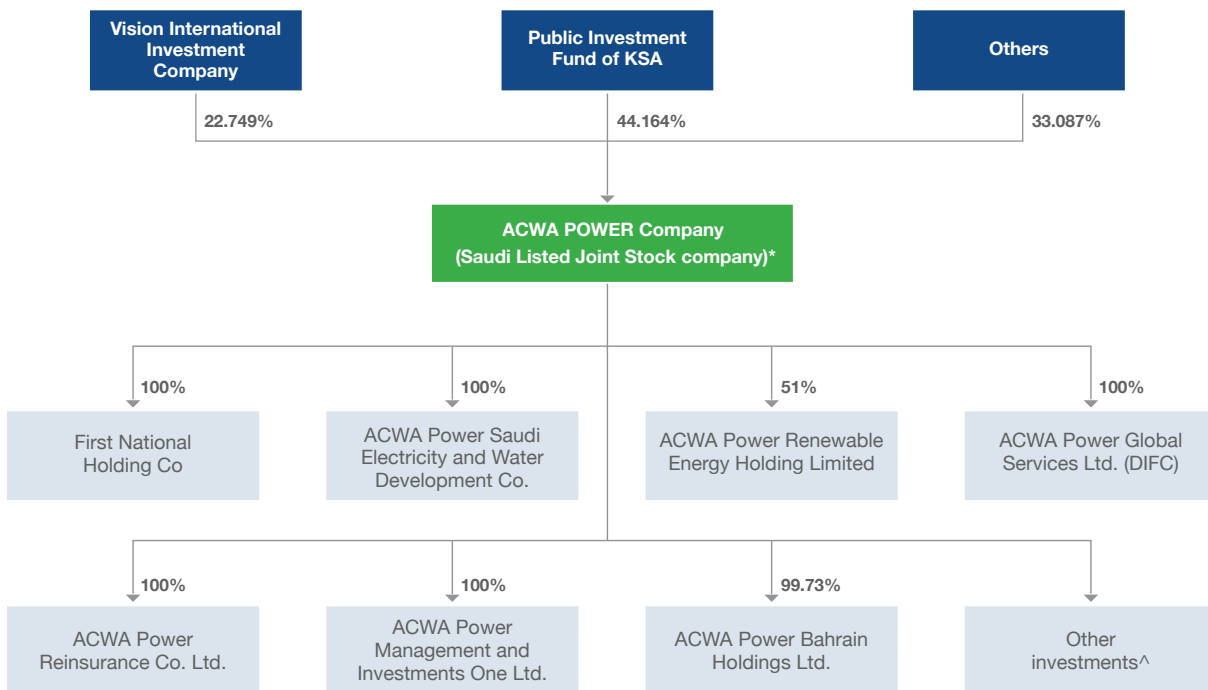 Vision International
Investment
Company
Public Investment
Fund of KSA
Others
22.749%
44.164%
33.087%
ACWA POWER Company
(Saudi Listed Joint Stock company)*
100%
100%
51%
100%
First National
Holding Co
ACWA Power Saudi
Electricity and Water
Development Co.
ACWA Power Renewable
Energy Holding Limited
ACWA Power Global
Services Ltd. (DIFC)
100%
100%
99.73%
ACWA Power
Reinsurance Co. Ltd.
ACWA Power
Management and
Investments One Ltd.
ACWA Power Bahrain
Holdings Ltd.
Other
investments^